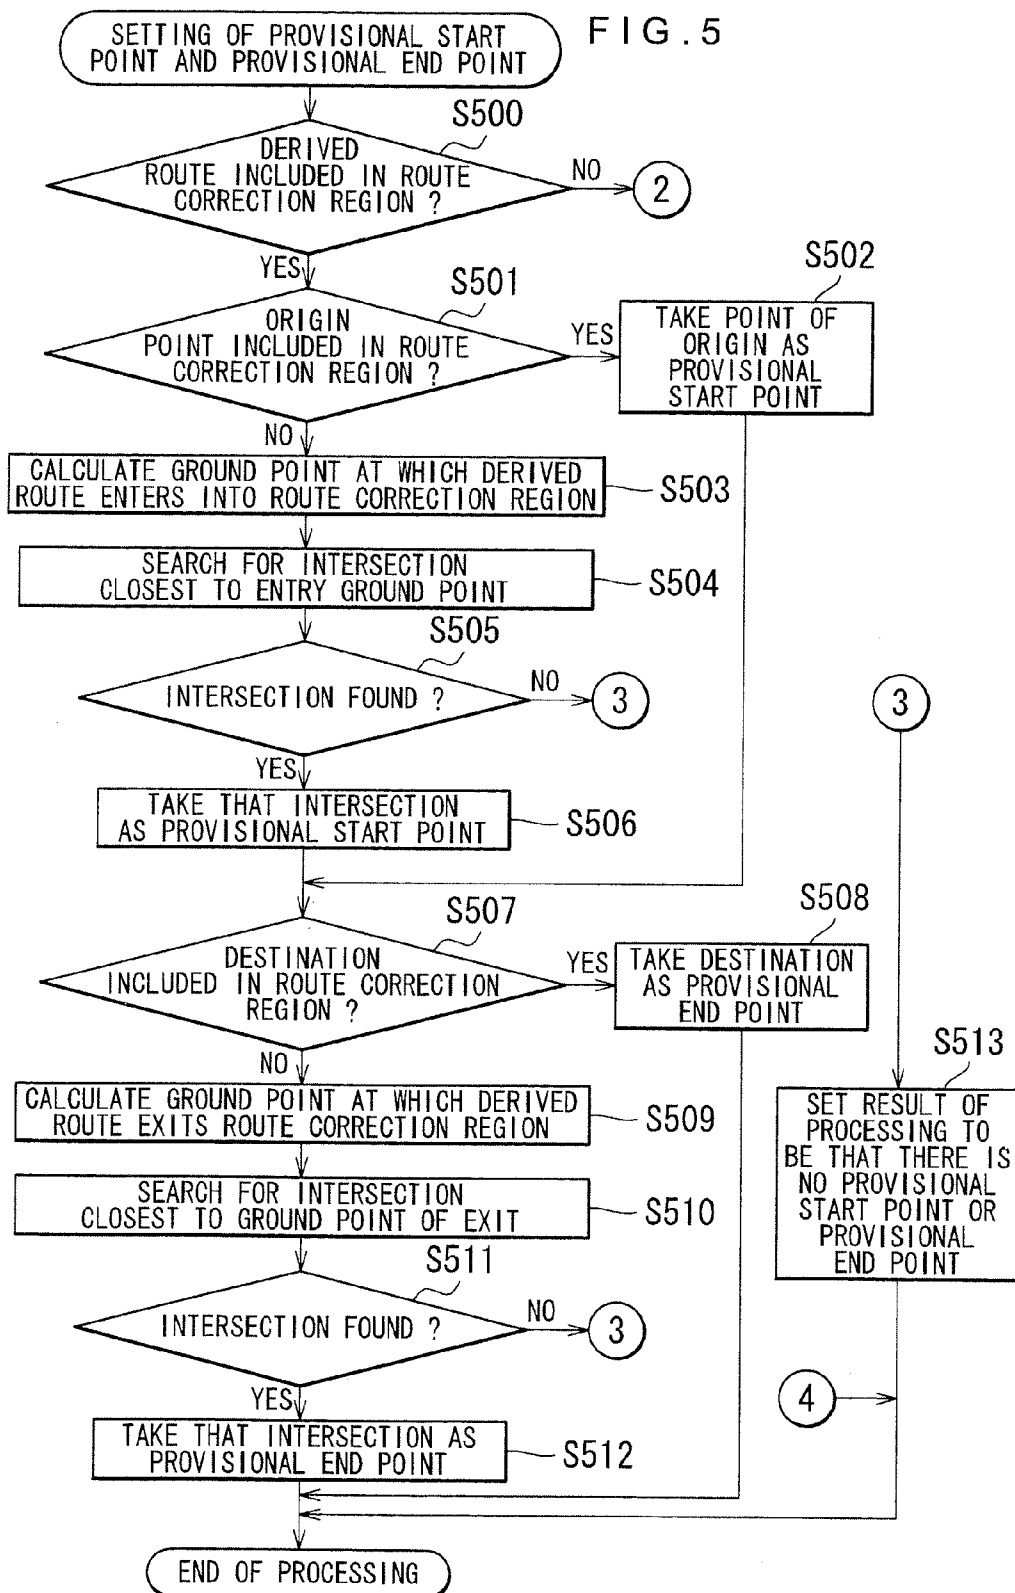 FIG.5
SETTING OF PROVISIONAL START
POINT AND PROVISIONAL END POINT
S500
DERIVED
ROUTE INCLUDED IN ROUTE
CORRECTION REGION ?
NO
2
YES
S501
ORIGIN
POINT INCLUDED IN ROUTE
CORRECTION REGION ?
YES
S502
TAKE POINT OF
ORIGIN AS
PROVISIONAL
START POINT
NO
CALCULATE GROUND POINT AT WHICH DERIVED
ROUTE ENTERS INTO ROUTE CORRECTION REGION
S503
SEARCH FOR INTERSECTION
CLOSEST TO ENTRY GROUND POINT
S504
S505
INTERSECTION FOUND ?
NO
3
3
YES
TAKE THAT INTERSECTION
AS PROVISIONAL START POINT
S506
S507
DESTINATION
INCLUDED IN ROUTE CORRECTION
REGION ?
YES
S508
TAKE DESTINATION
AS PROVISIONAL
END POINT
NO
CALCULATE GROUND POINT AT WHICH DERIVED
ROUTE EXITS ROUTE CORRECTION REGION
S509
S513
SET RESULT OF
PROCESSING TO
BE THAT THERE IS
NO PROVISIONAL
START POINT OR
PROVISIONAL
END POINT
SEARCH FOR INTERSECTION
CLOSEST TO GROUND POINT OF EXIT
S510
S511
INTERSECTION FOUND ?
NO
3
4
YES
TAKE THAT INTERSECTION AS
PROVISIONAL END POINT
S512
END OF PROCESSING